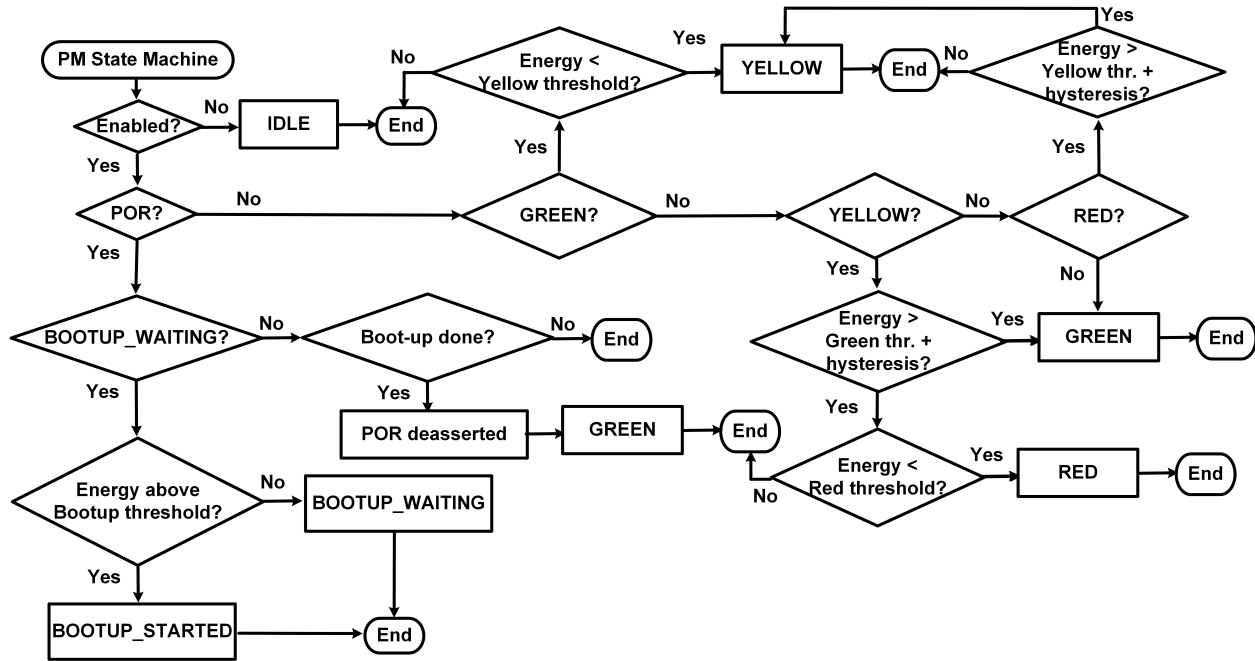 Yes
PM State Machine
No
Energy <
Yellow threshold?
Yes
YELLOW
End
No
Energy >
Yellow thr. +
hysteresis?
Enabled?
No
IDLE
End
Yes
Yes
Yes
POR?
No
GREEN?
No
YELLOW?
No
RED?
Yes
Yes
No
BOOTUP_WAITING?
No
Boot-up done?
No
End
Energy >
Green thr. +
hysteresis?
Yes
GREEN
End
Yes
Yes
Yes
POR deasserted
GREEN
End
Energy <
Red threshold?
Yes
RED
End
No
Energy above
Bootup threshold?
No
BOOTUP_WAITING
Yes
BOOTUP_STARTED
End